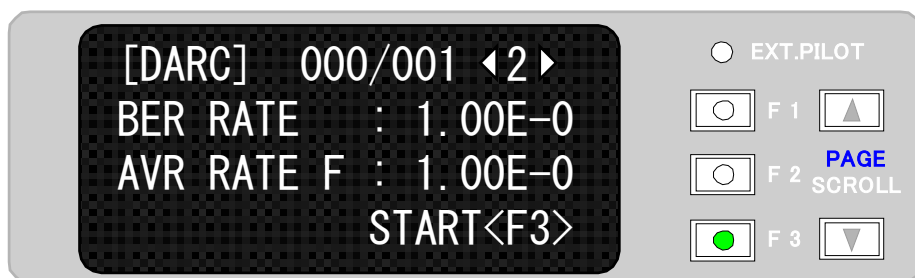 [DARC] 000/001 ◀2▶
BER RATE : 1.00E-0
AVR RATE F : 1.00E-0
START<F3>
EXT.PILOT
F 1
F 2
PAGE
SCROLL
F 3